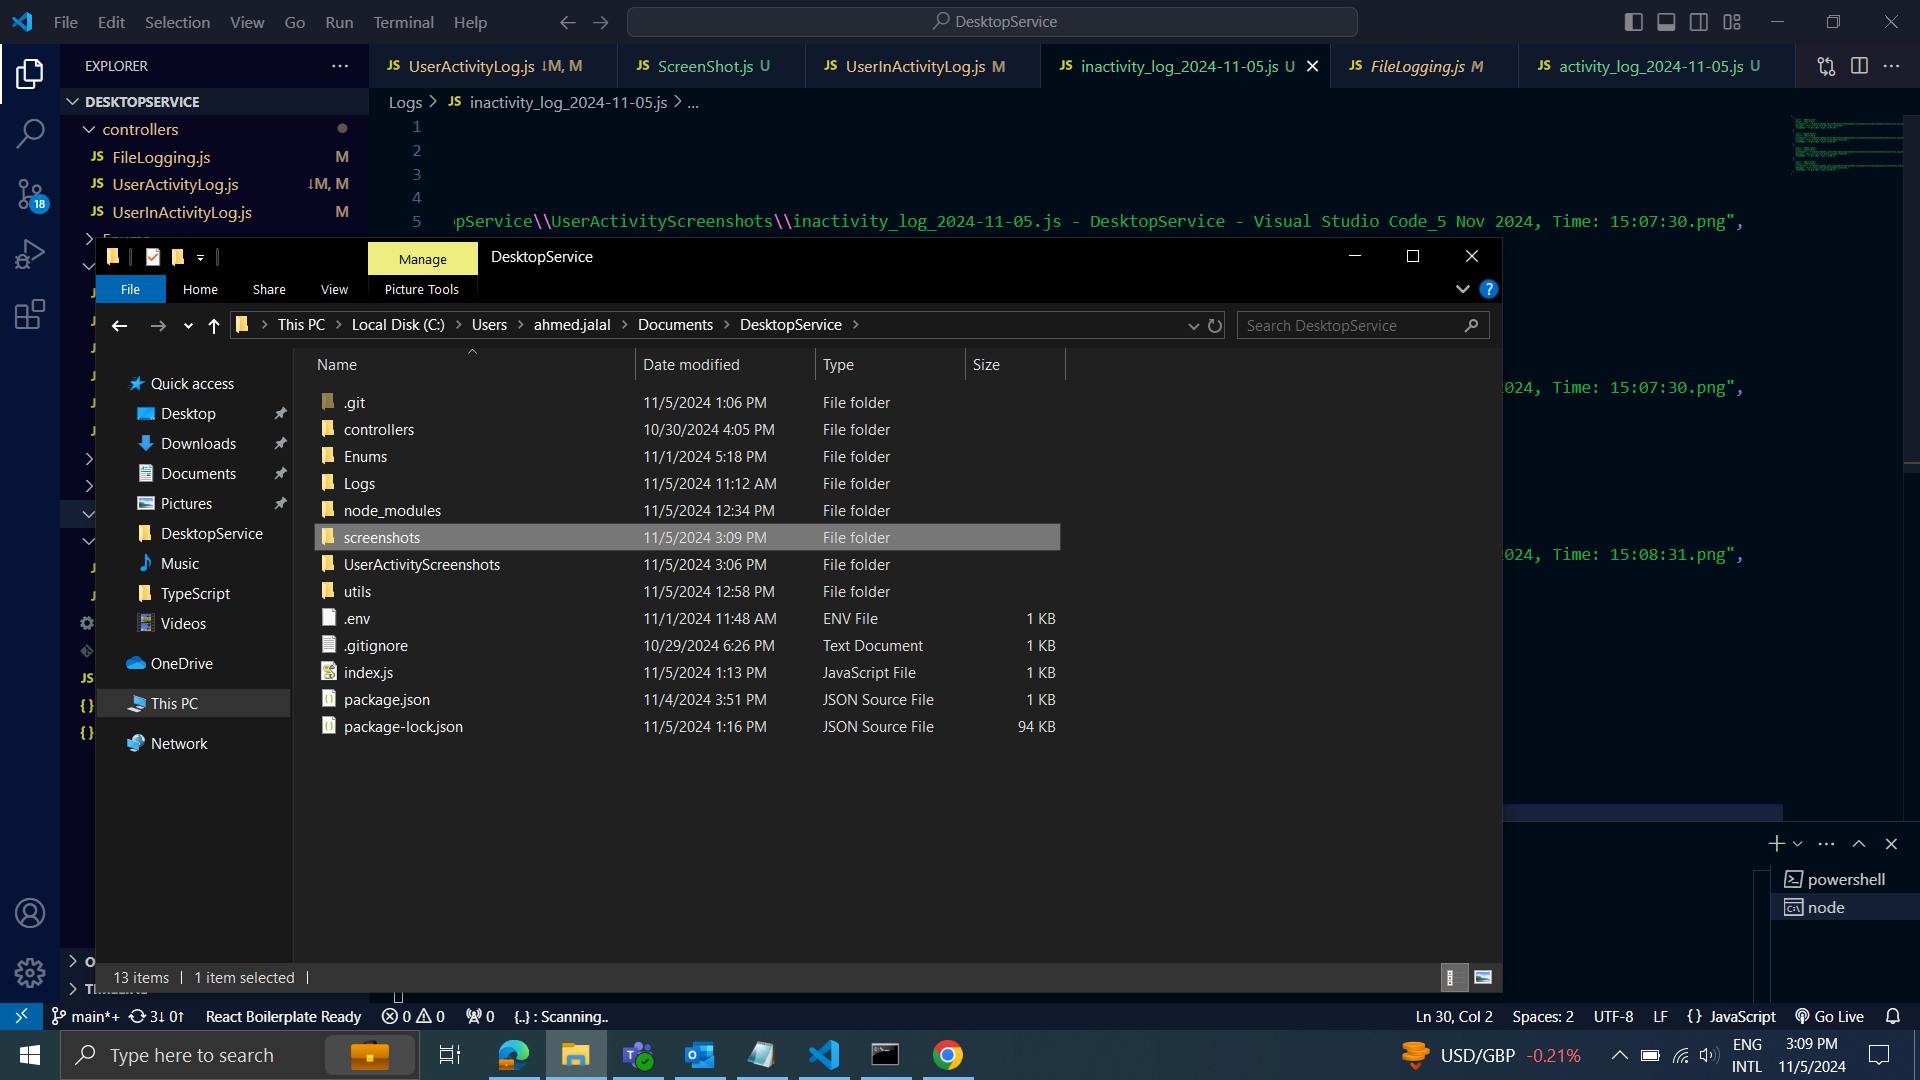 File Edit Selection View Go Run Terminal Help
DesktopService
EXPLORER
JS UserActivityLog.js ↓M, M
JS ScreenShot.js U
JS UserInActivityLog.js M
JS inactivity_log_2024-11-05.js U
JS FileLogging.js M
JS activity_log_2024-11-05.js U
DESKTOPSERVICE
Logs > JS inactivity_log_2024-11-05.js > ...
controllers
JS FileLogging.js M
JS UserActivityLog.js ↓M, M
JS UserInActivityLog.js M
18
1
2
3
4
5 pService\\UserActivityScreenshots\\inactivity_log_2024-11-05.js - DesktopService - Visual Studio Code_5 Nov 2024, Time: 15:07:30.png",
024, Time: 15:07:30.png",
024, Time: 15:08:31.png",
Manage DesktopService
File Home Share View Picture Tools
This PC > Local Disk (C:) > Users > ahmed.jalal > Documents > DesktopService >
Search DesktopService
Quick access
Desktop
Downloads
Documents
Pictures
DesktopService
Music
TypeScript
Videos
OneDrive
This PC
Network
Name Date modified Type Size
.git 11/5/2024 1:06 PM File folder
controllers 10/30/2024 4:05 PM File folder
Enums 11/1/2024 5:18 PM File folder
Logs 11/5/2024 11:12 AM File folder
node_modules 11/5/2024 12:34 PM File folder
screenshots 11/5/2024 3:09 PM File folder
UserActivityScreenshots 11/5/2024 3:06 PM File folder
utils 11/5/2024 12:58 PM File folder
.env 11/1/2024 11:48 AM ENV File 1 KB
.gitignore 10/29/2024 6:26 PM Text Document 1 KB
index.js 11/5/2024 1:13 PM JavaScript File 1 KB
package.json 11/4/2024 3:51 PM JSON Source File 1 KB
package-lock.json 11/5/2024 1:16 PM JSON Source File 94 KB
13 items 1 item selected
JS
{}
{}
powershell
node
main*+ 3↓ 0↑ React Boilerplate Ready 0 0 0 {..} : Scanning..
Ln 30, Col 2 Spaces: 2 UTF-8 LF {} JavaScript Go Live
Type here to search
USD/GBP -0.21%
ENG
INTL
3:09 PM
11/5/2024